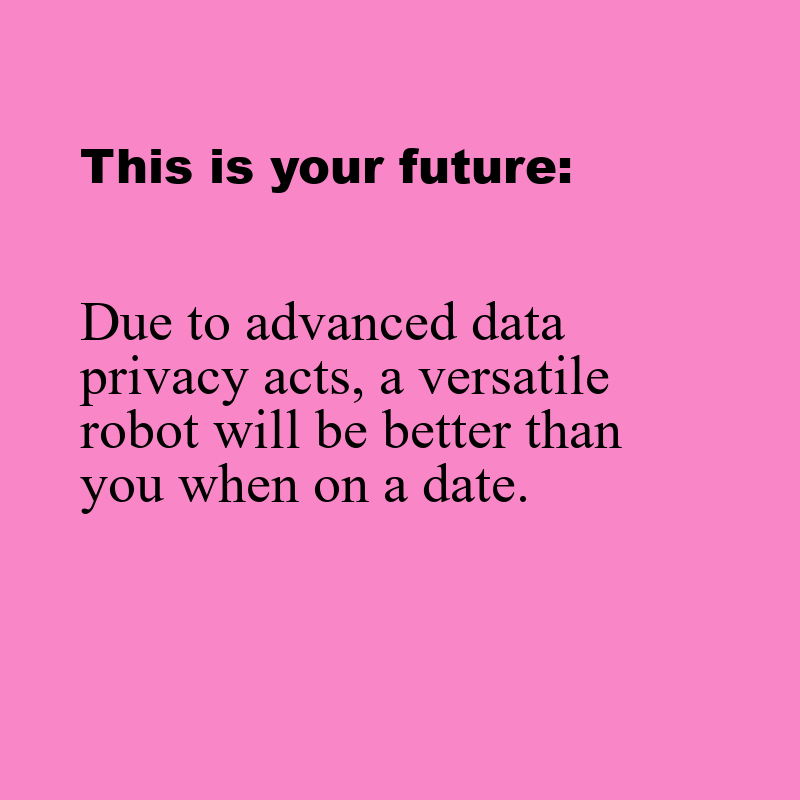 This is your future:
Due to advanced data
privacy acts, a versatile
robot will be better than
you when on a date.